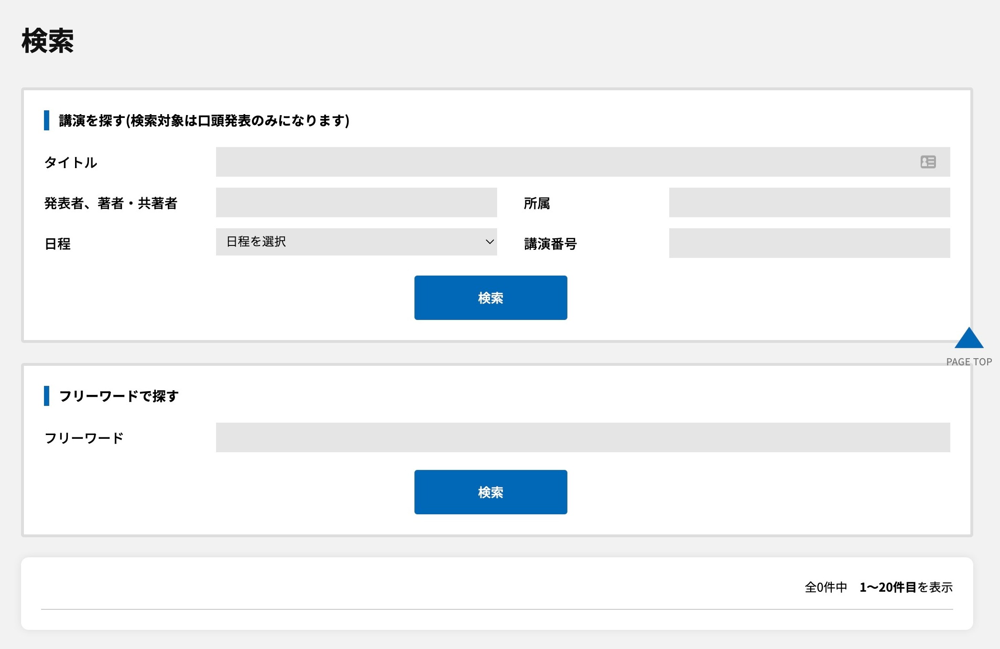 検索
講演を探す(検索対象は口頭発表のみになります)
タイトル
発表者、著者・共著者
所属
日程
日程を選択
講演番号
検索
PAGE TOP
フリーワードで探す
フリーワード
検索
全0件中 1〜20件目を表示